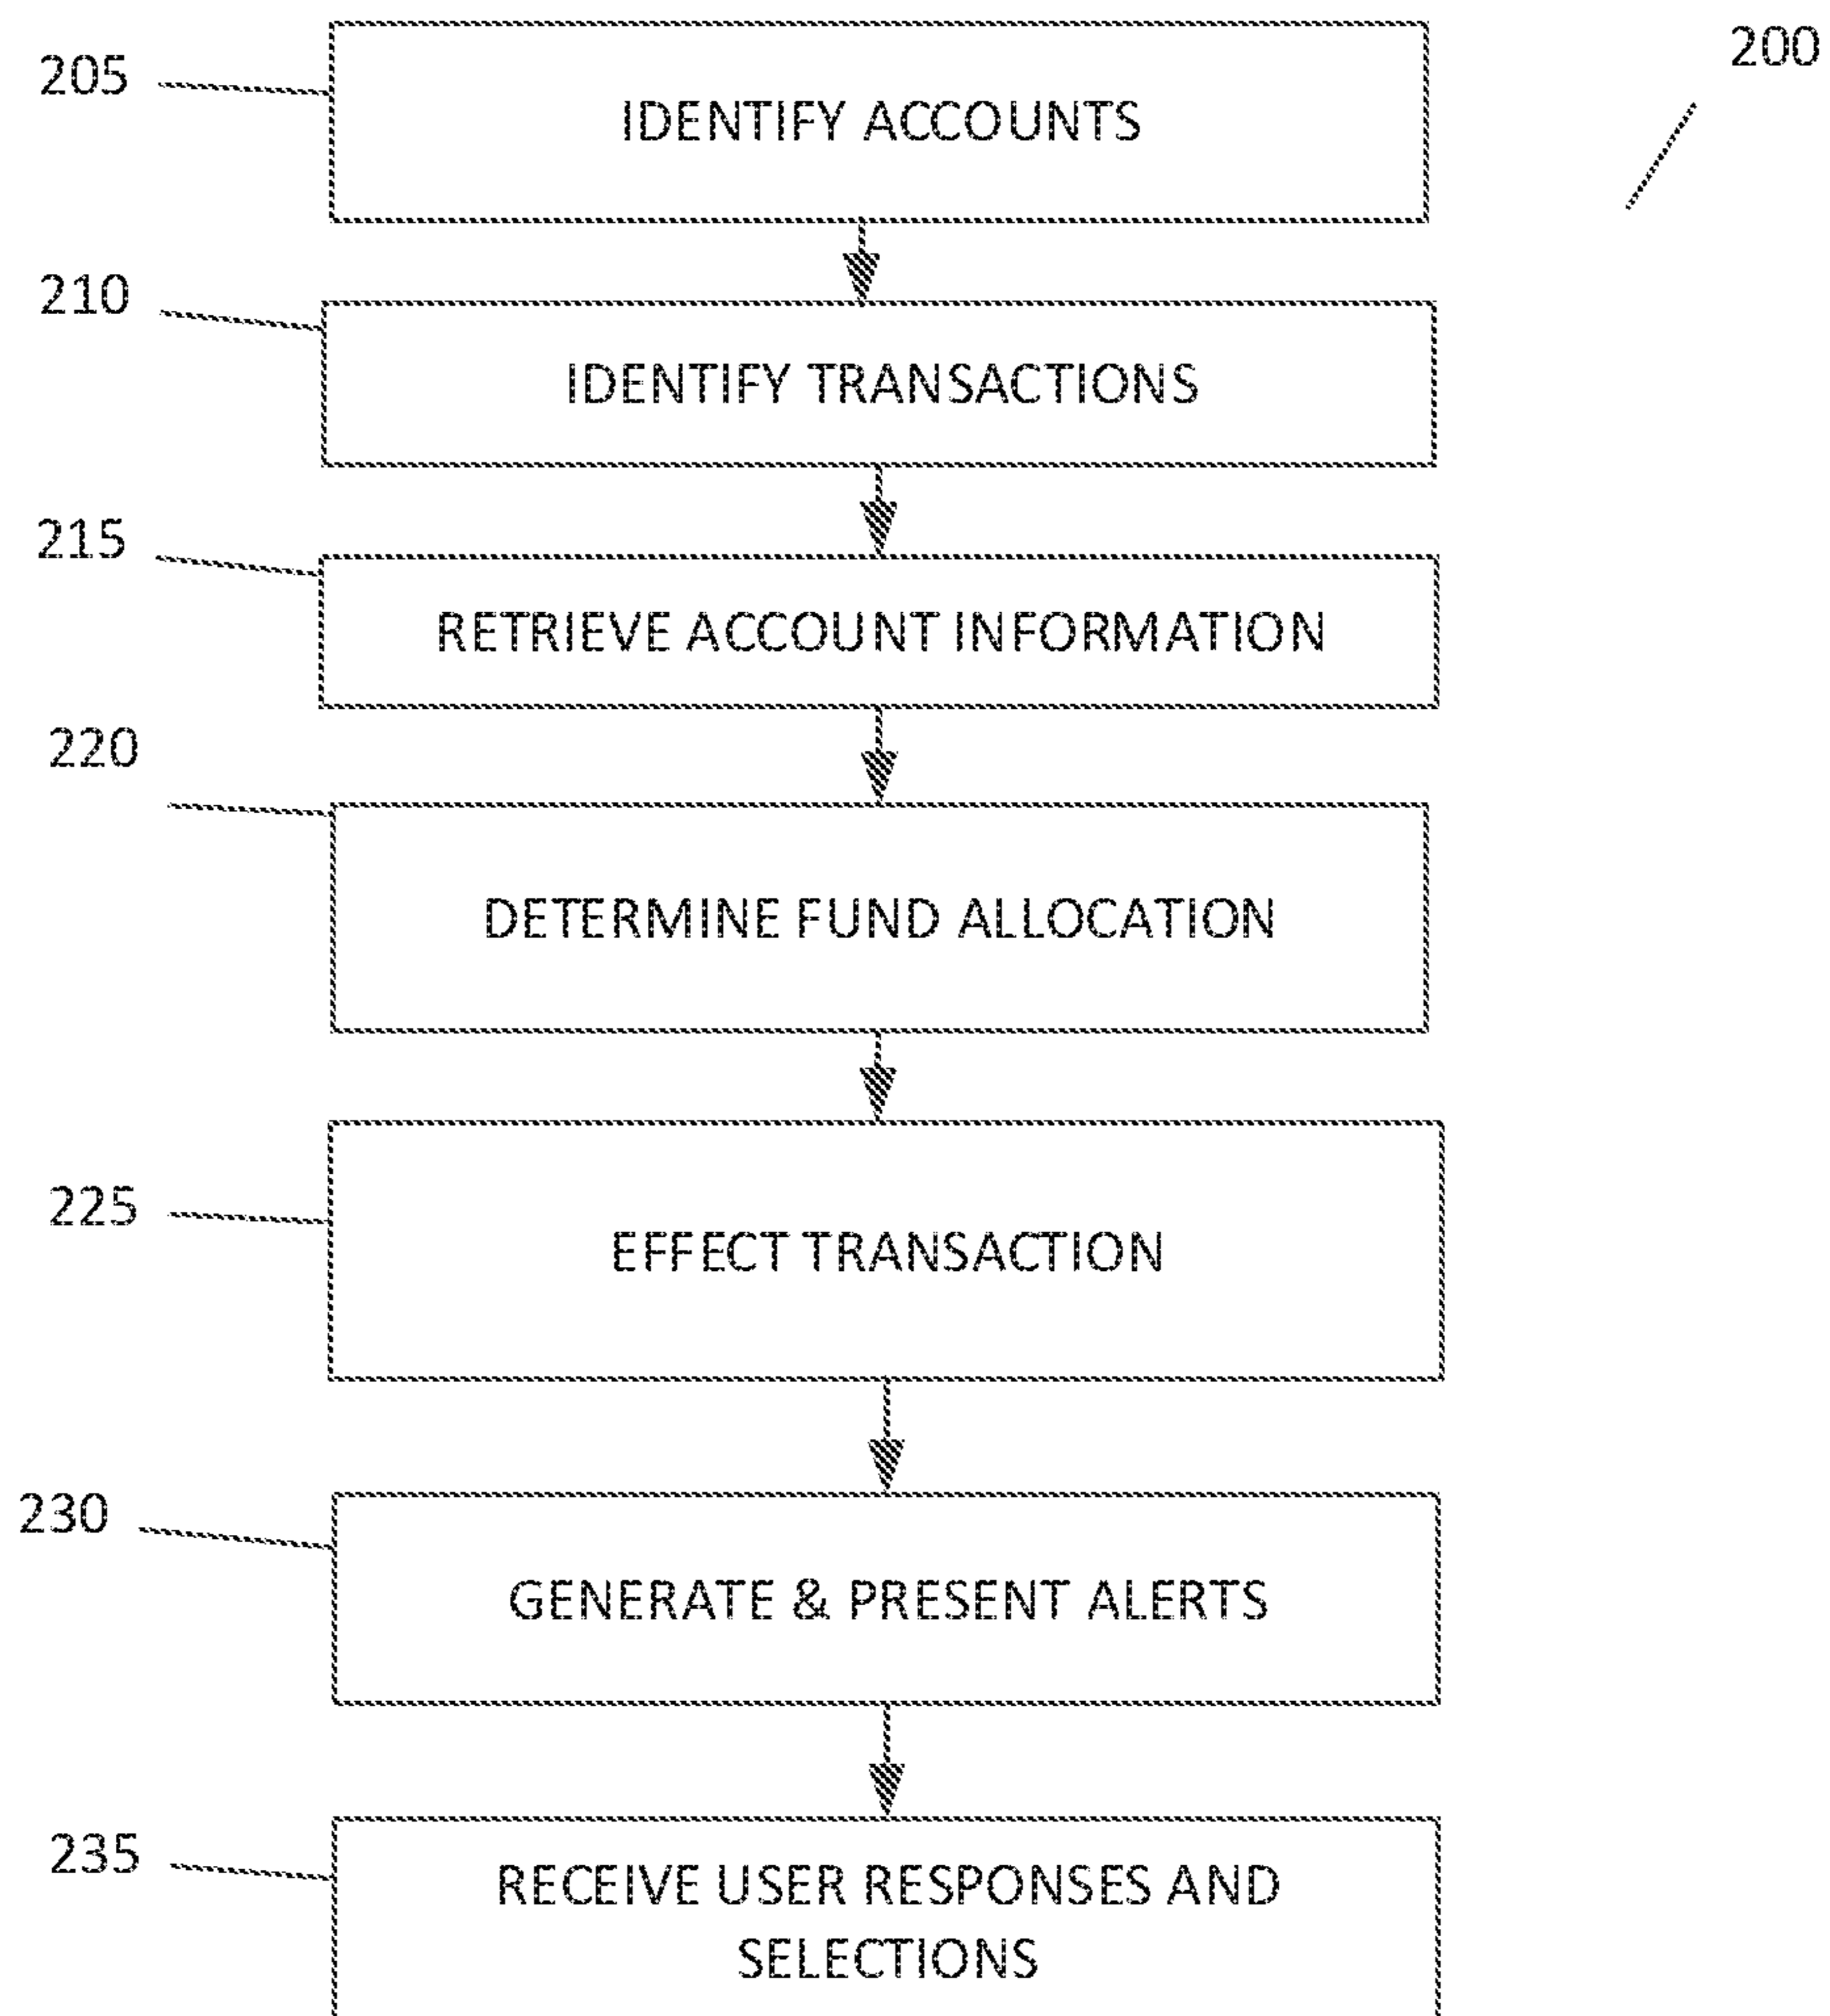 200
205
IDENTIFY ACCOUNTS
210
IDENTIFY TRANSACTIONS
215
RETRIEVE ACCOUNT INFORMATION
220
DETERMINE FUND ALLOCATION
225
EFFECT TRANSACTION
230
GENERATE & PRESENT ALERTS
235
RECEIVE USER RESPONSES AND
SELECTIONS